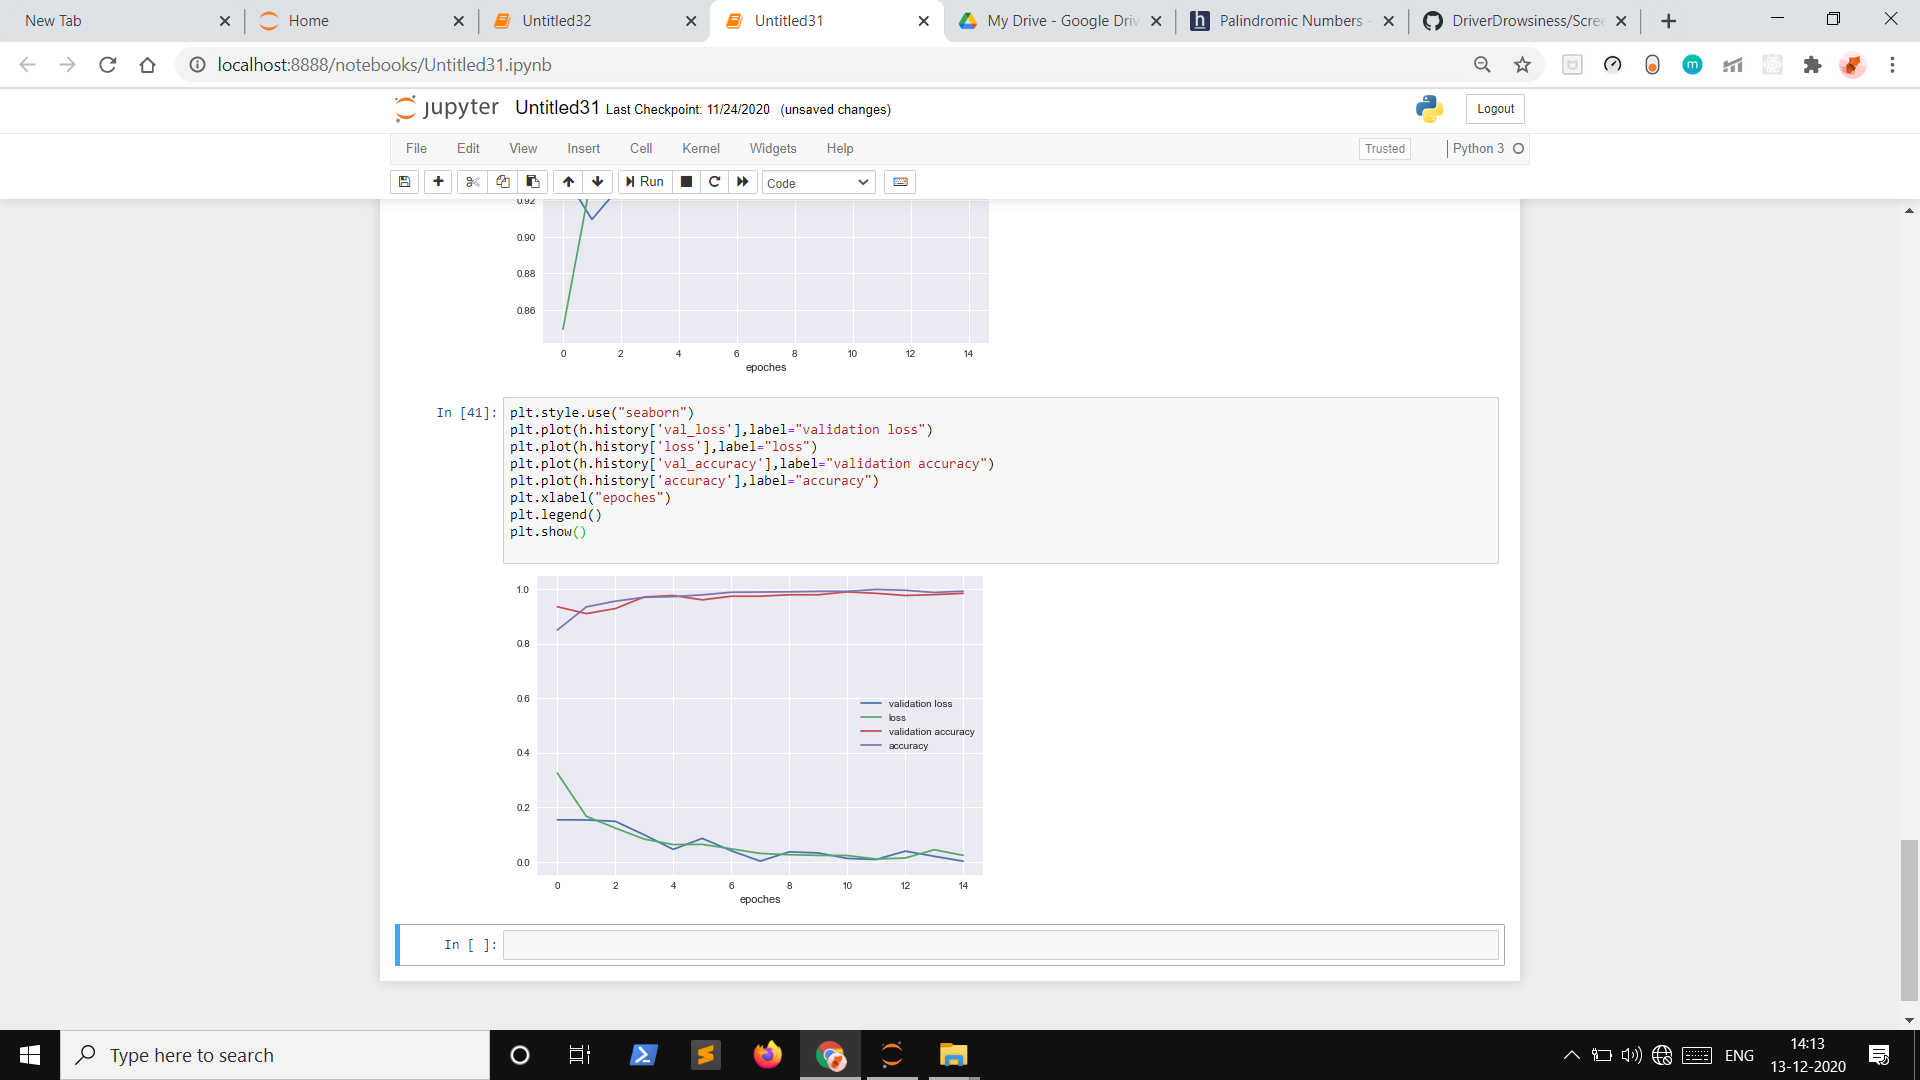 New Tab
Home
Untitled32
Untitled31
My Drive - Google Driv
Palindromic Numbers -
DriverDrowsiness/Scree
localhost:8888/notebooks/Untitled31.ipynb
jupyter Untitled31 Last Checkpoint: 11/24/2020 (unsaved changes)
Logout
File Edit View Insert Cell Kernel Widgets Help
Trusted
Python 3
Run
Code
0.92
0.90
0.88
0.86
0 2 4 6 8 10 12 14
epoches
In [41]:
plt.style.use("seaborn")
plt.plot(h.history['val_loss'],label="validation loss")
plt.plot(h.history['loss'],label="loss")
plt.plot(h.history['val_accuracy'],label="validation accuracy")
plt.plot(h.history['accuracy'],label="accuracy")
plt.xlabel("epoches")
plt.legend()
plt.show()
1.0
0.8
0.6
validation loss
loss
validation accuracy
accuracy
0.4
0.2
0.0
0 2 4 6 8 10 12 14
epoches
In [ ]:
Type here to search
ENG
14:13
13-12-2020